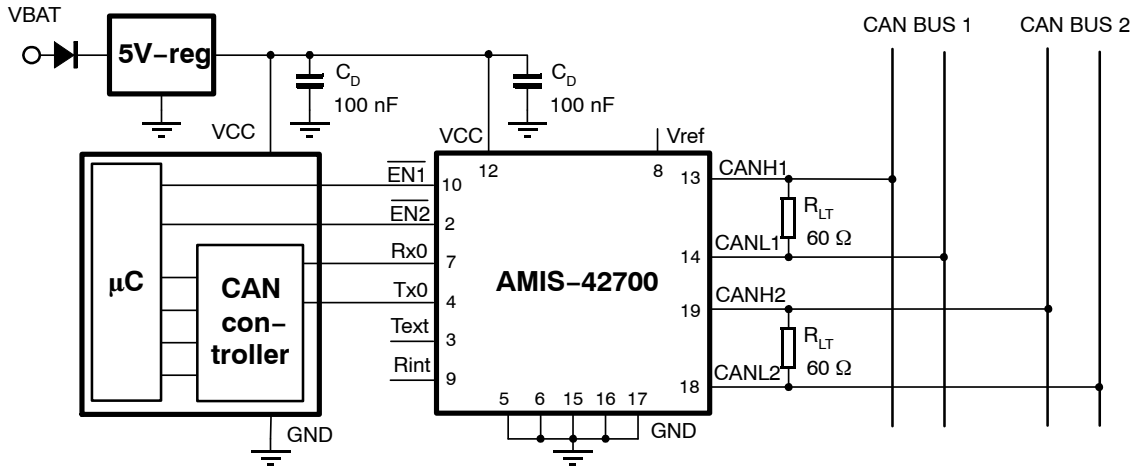 VBAT
5V−reg
CAN BUS 1
CAN BUS 2
C_D
100 nF
C_D
100 nF
VCC
VCC
Vref
12
8
13
CANH1
EN1
10
EN2
2
R_LT
60 Ω
Rx0
7
CANL1
14
μC
CAN
con−
troller
AMIS−42700
Tx0
4
CANH2
19
Text
3
R_LT
60 Ω
Rint
9
CANL2
18
5
6
15
16
17
GND
GND